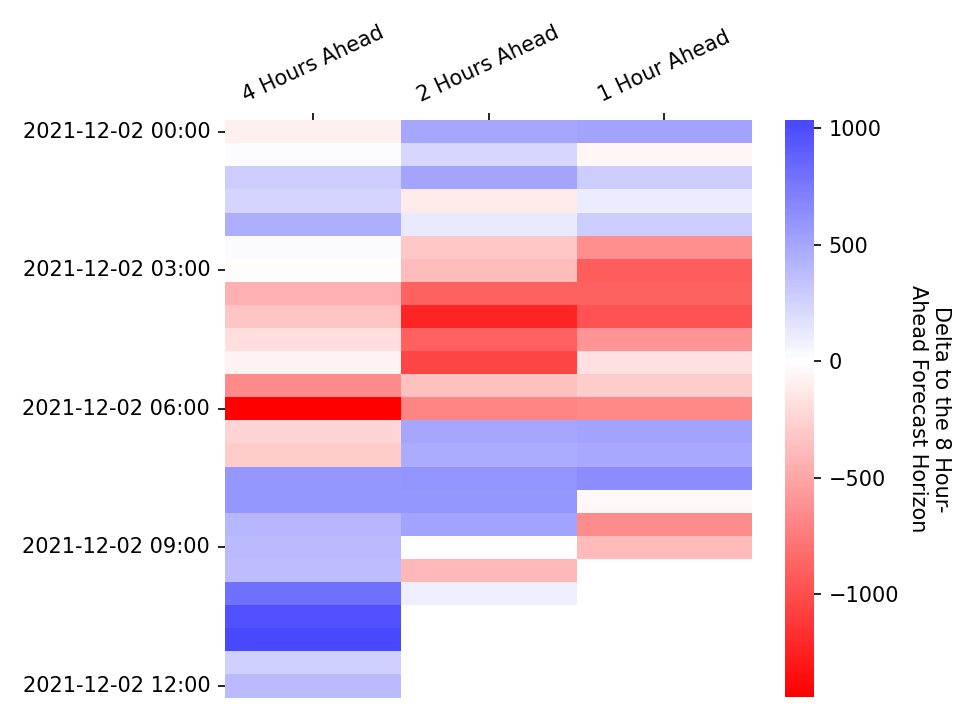 4 Hours Ahead
2 Hours Ahead
1 Hour Ahead
2021-12-02 00:00
2021-12-02 03:00
2021-12-02 06:00
2021-12-02 09:00
2021-12-02 12:00
1000
500
0
−500
−1000
Delta to the 8 Hour-
Ahead Forecast Horizon